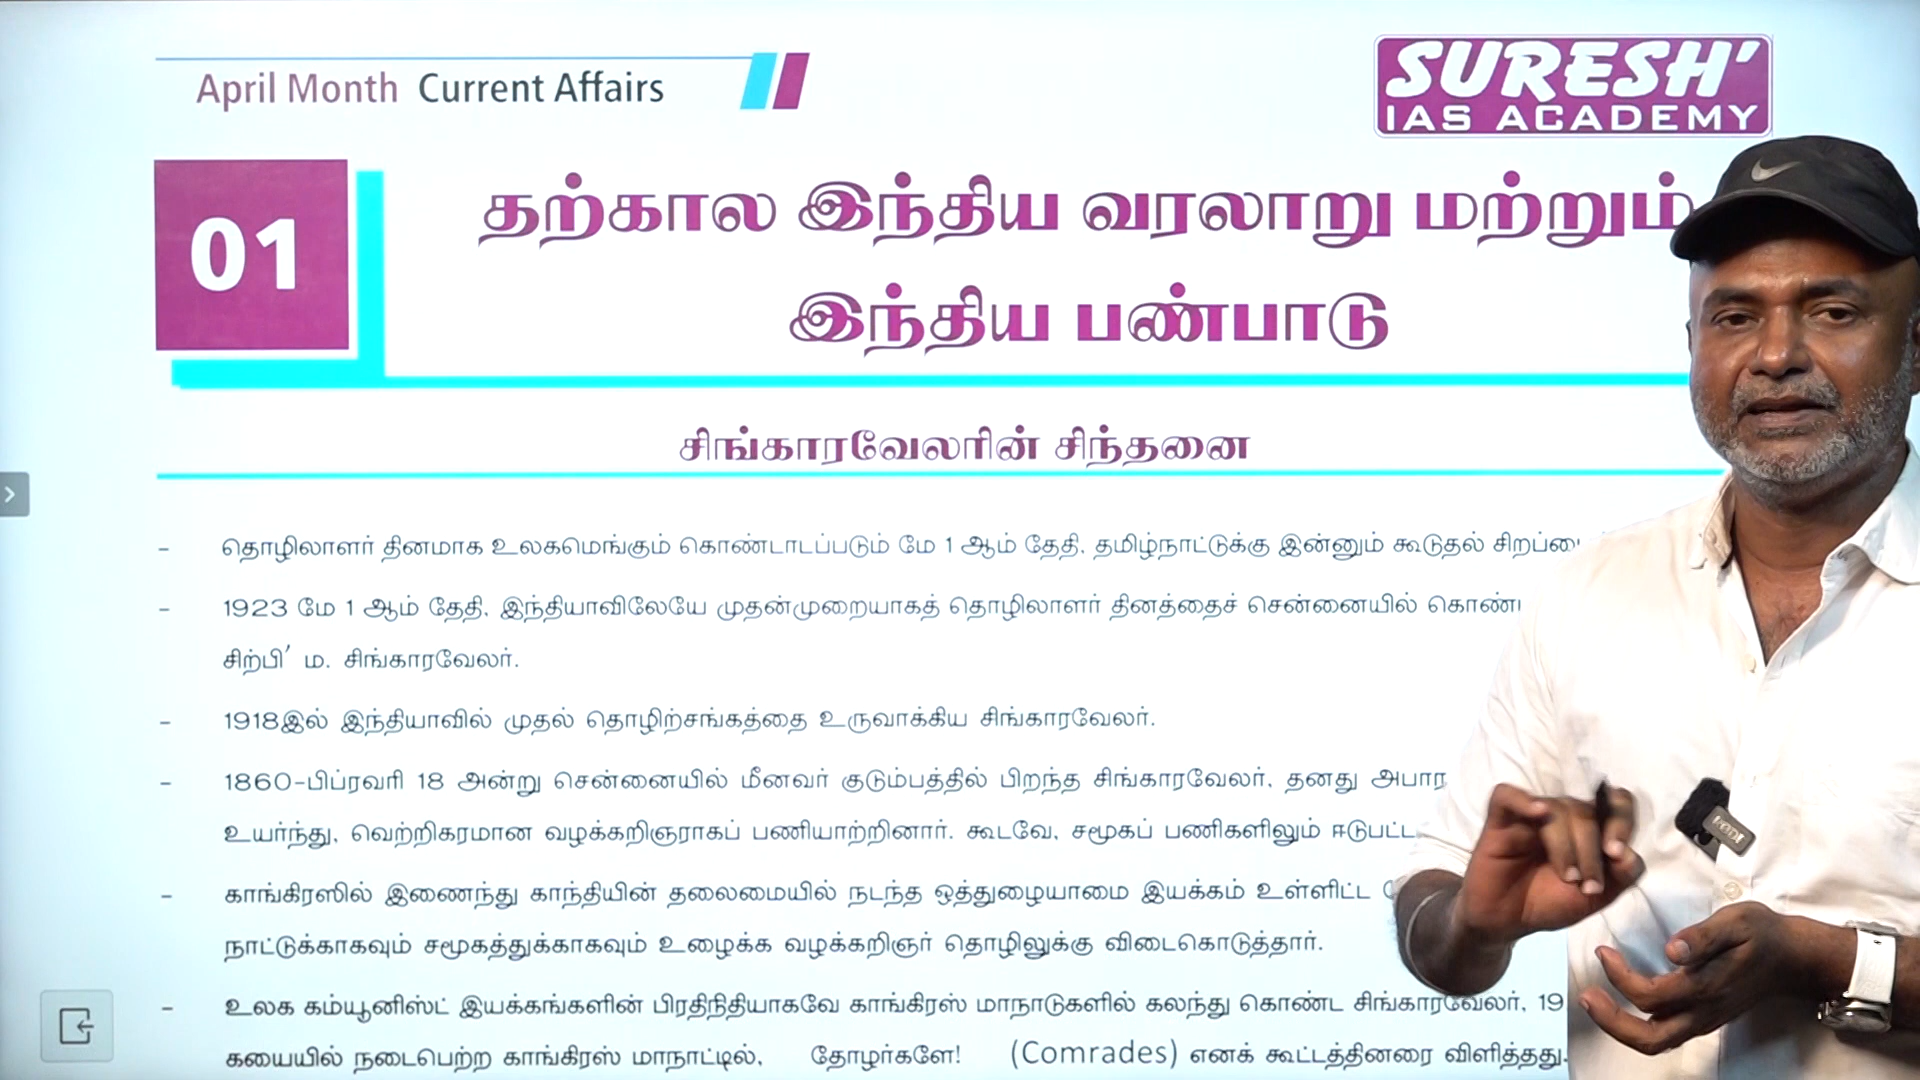 April Month Current Affairs
SURESH'
IAS ACADEMY
01
தற்கால இந்திய வரலாறு மற்றும்
இந்திய பண்பாடு
சிங்காரவேலரின் சிந்தனை
- தொழிலாளர் தினமாக உலகமெங்கும் கொண்டாடப்படும் மே 1 ஆம் தேதி, தமிழ்நாட்டுக்கு இன்னும் கூடுதல்
- 1923 மே 1 ஆம் தேதி, இந்தியாவிலேயே முதன்முறையாகத் தொழிலாளர் தினத்தைச் சென்னையில்
சிற்பி' ம. சிங்காரவேலர்.
- 1918இல் இந்தியாவில் முதல் தொழிற்சங்கத்தை உருவாக்கிய சிங்காரவேலர்.
- 1860-பிப்ரவரி 18 அன்று சென்னையில் மீனவர் குடும்பத்தில் பிறந்த சிங்காரவேலர், தனது
உயர்ந்து, வெற்றிகரமான வழக்கறிஞராகப் பணியாற்றினார். கூடவே, சமூகப் பணிகளிலும்
- காங்கிரஸில் இணைந்து காந்தியின் தலைமையில் நடந்த ஒத்துழையாமை இயக்கம் உள்ளிட்ட
நாட்டுக்காகவும் சமூகத்துக்காகவும் உழைக்க வழக்கறிஞர் தொழிலுக்கு விடைகொடுத்தார்.
- உலக கம்யூனிஸ்ட் இயக்கங்களின் பிரதிநிதியாகவே காங்கிரஸ் மாநாடுகளில் கலந்து கொண்ட சிங்காரவேலர்,
கயையில் நடைபெற்ற காங்கிரஸ் மாநாட்டில், தோழர்களே! (Comrades) எனக் கூட்டத்தினரை விளித்தது